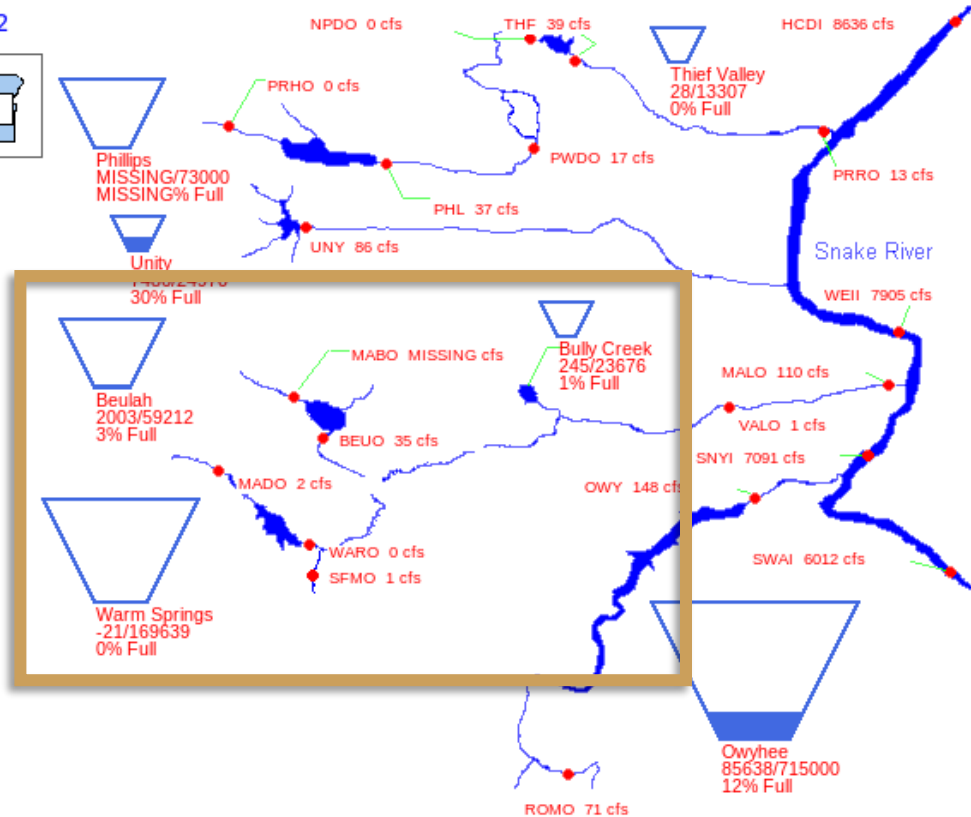 2
NPDO 0 cfs
THF 39 cfs
HCDI 8636 cfs
Thief Valley
28/13307
0% Full
PRHO 0 cfs
Phillips
MISSING/73000
MISSING% Full
PWDO 17 cfs
PRRO 13 cfs
PHL 37 cfs
UNY 86 cfs
Snake River
Unity
30% Full
WEII 7905 cfs
MABO MISSING cfs
Bully Creek
245/23676
1% Full
MALO 110 cfs
Beulah
2003/59212
3% Full
BEUO 35 cfs
VALO 1 cfs
SNYI 7091 cfs
MADO 2 cfs
OWY 148 cfs
WARO 0 cfs
SFMO 1 cfs
SWAI 6012 cfs
Warm Springs
-21/169639
0% Full
Owyhee
85638/715000
12% Full
ROMO 71 cfs